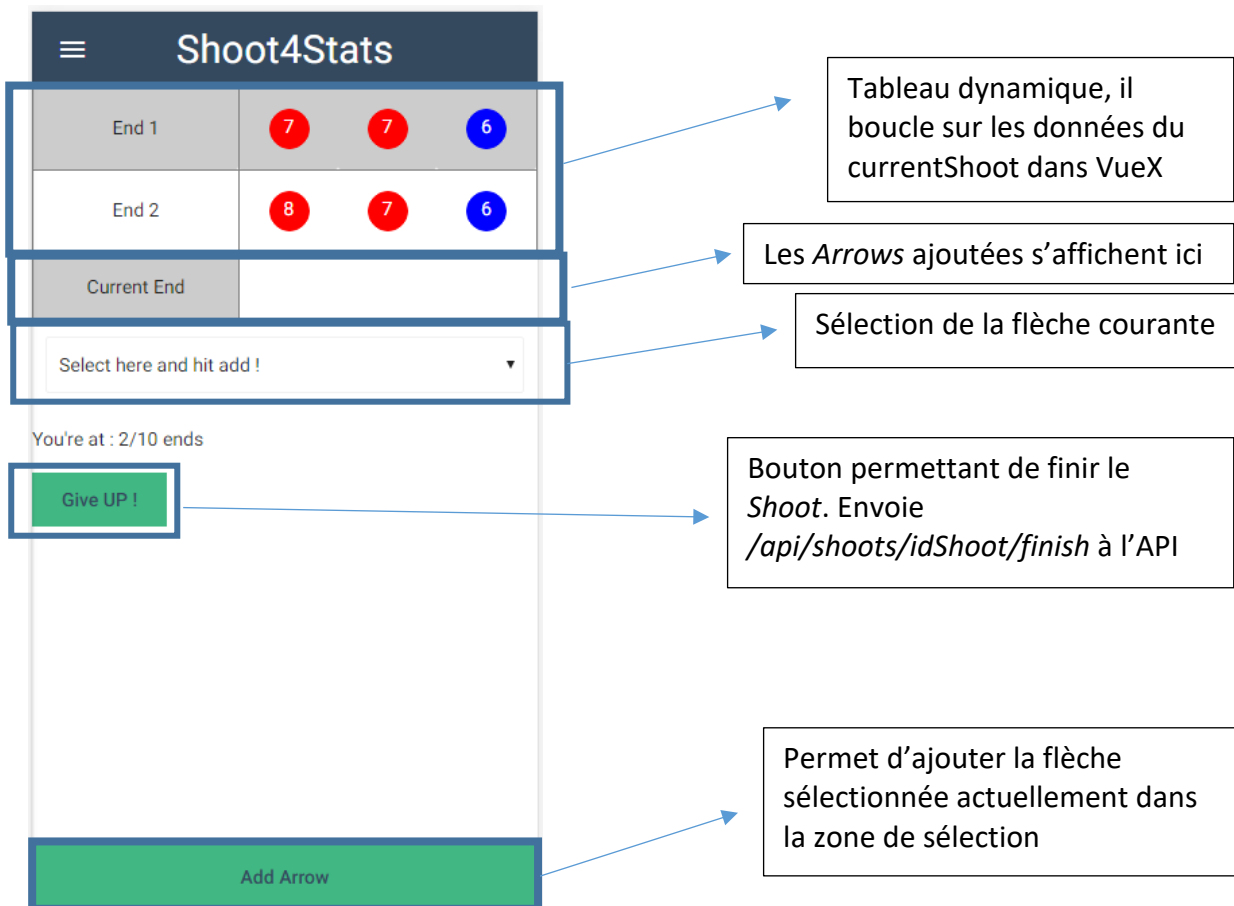 Shoot4Stats
End 1 7 7 6
End 2 8 7 6
Current End
Select here and hit add !
You're at : 2/10 ends
Give UP !
Add Arrow
Tableau dynamique, il
boucle sur les données du
currentShoot dans VueX
Les Arrows ajoutées s’affichent ici
Sélection de la flèche courante
Bouton permettant de finir le
Shoot. Envoie
/api/shoots/idShoot/finish à l’API
Permet d’ajouter la flèche
sélectionnée actuellement dans
la zone de sélection